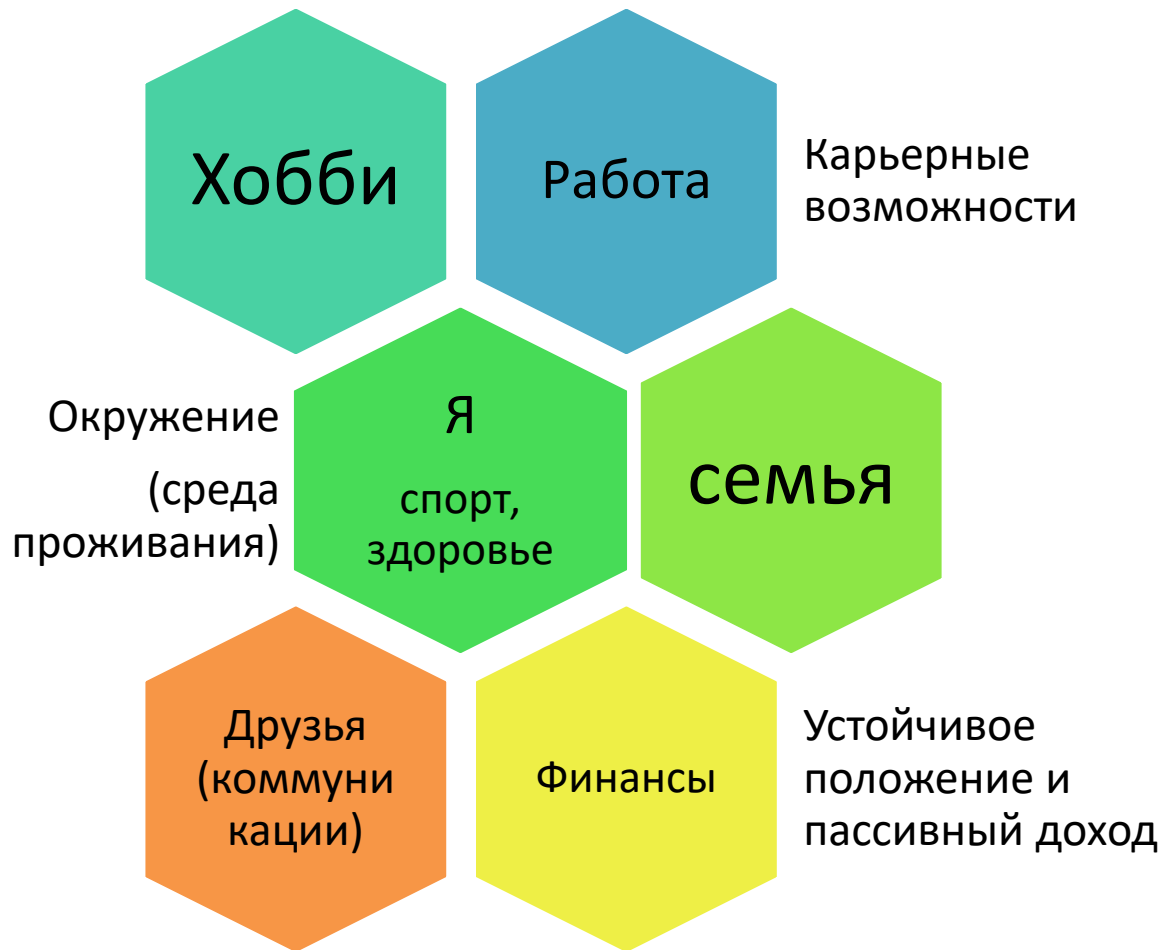 Хобби
Работа
Карьерные
возможности
Окружение
(среда
проживания)
Я
спорт,
здоровье
семья
Друзья
(коммуни
кации)
Финансы
Устойчивое
положение и
пассивный доход